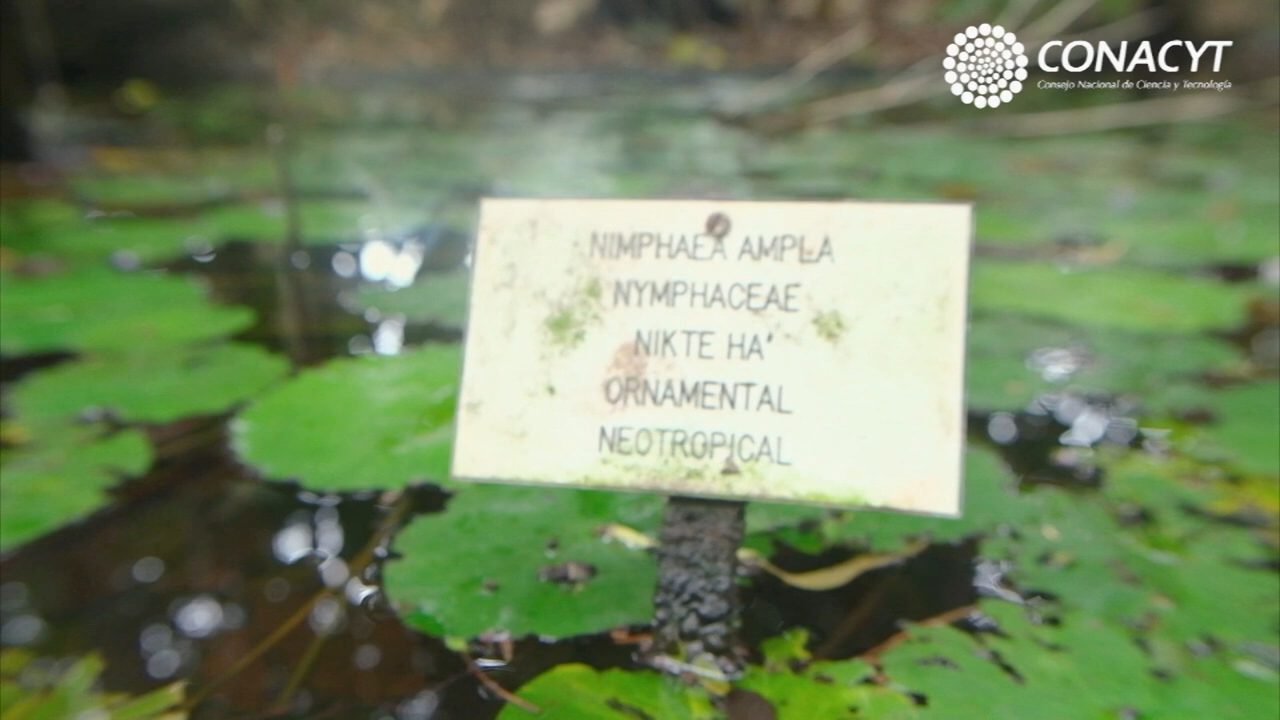 CONACYT
Consejo Nacional de Ciencia y Tecnología
NIMPHAEA AMPLA
NYMPHACEAE
NIKTE HA'
ORNAMENTAL
NEOTROPICAL